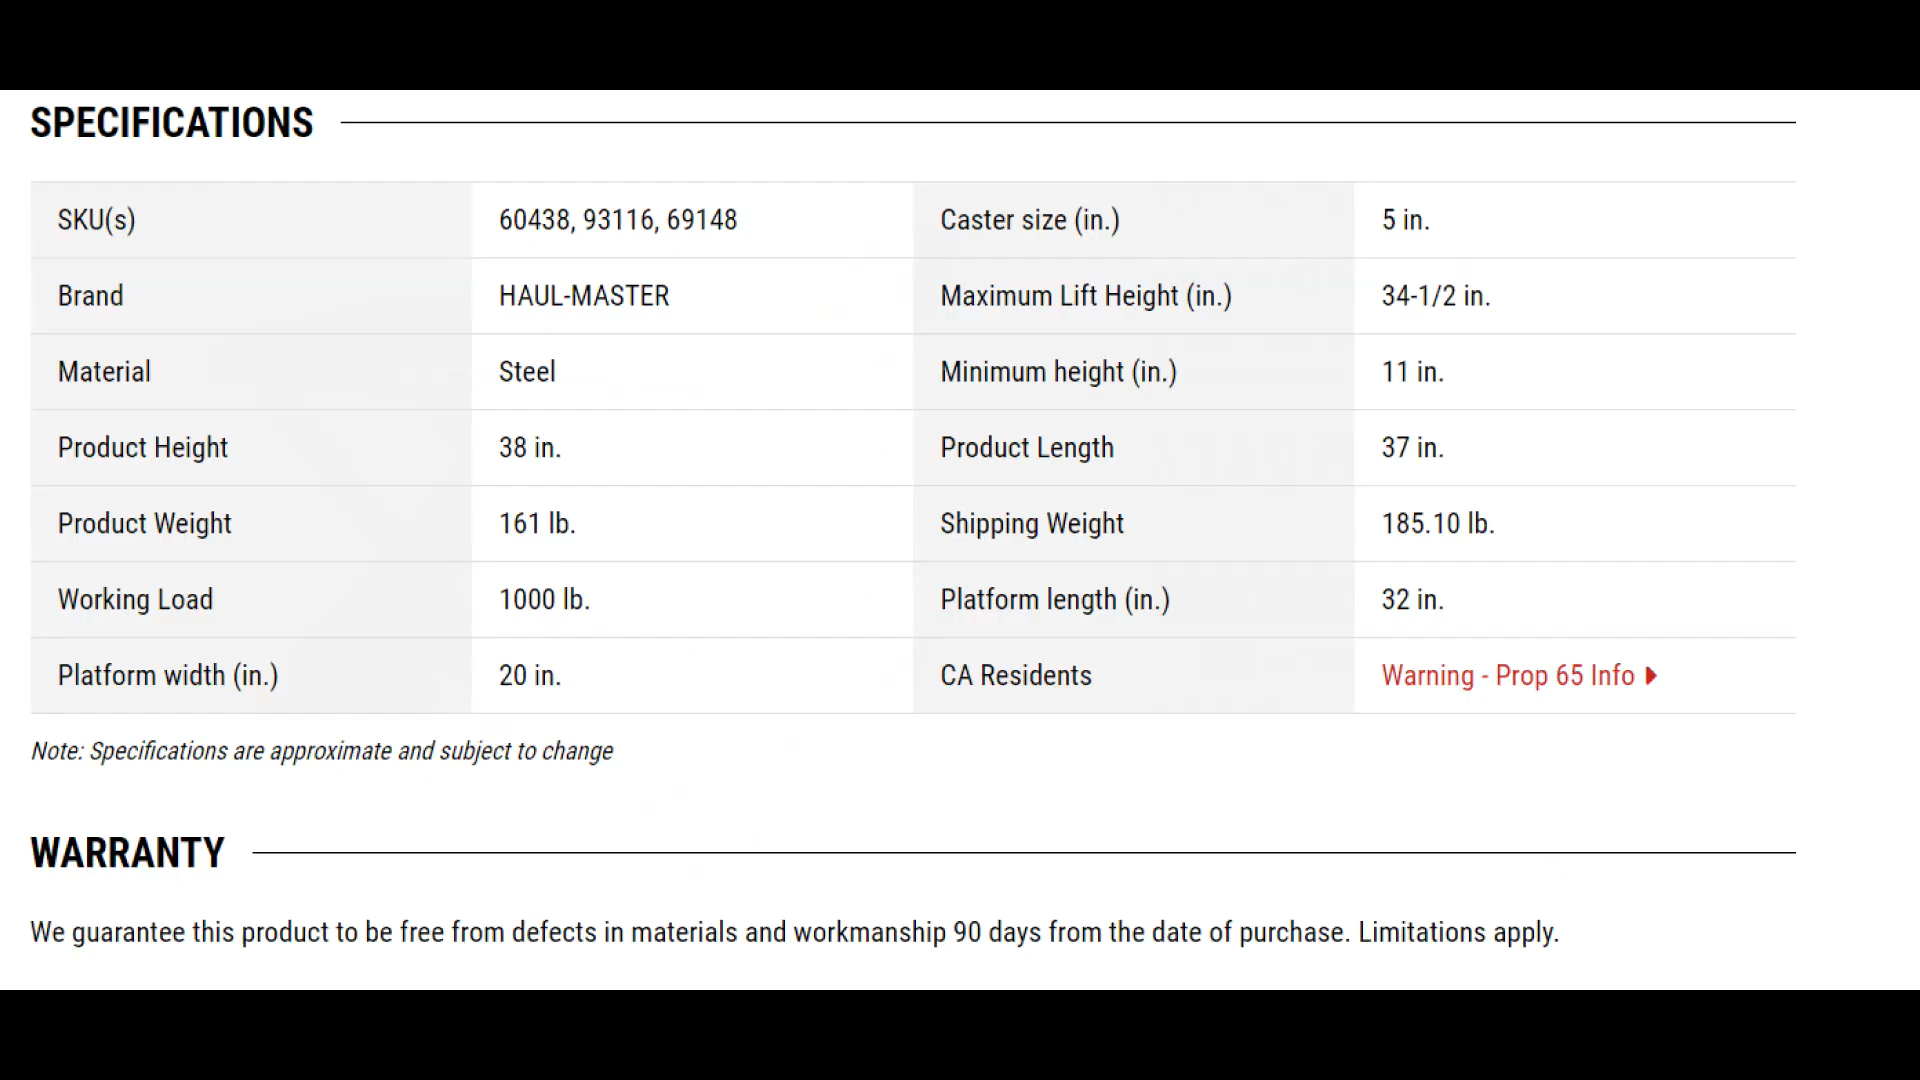 SPECIFICATIONS
SKU(s) 60438, 93116, 69148 Caster size (in.) 5 in.
Brand HAUL-MASTER Maximum Lift Height (in.) 34-1/2 in.
Material Steel Minimum height (in.) 11 in.
Product Height 38 in. Product Length 37 in.
Product Weight 161 lb. Shipping Weight 185.10 lb.
Working Load 1000 lb. Platform length (in.) 32 in.
Platform width (in.) 20 in. CA Residents Warning - Prop 65 Info
Note: Specifications are approximate and subject to change
WARRANTY
We guarantee this product to be free from defects in materials and workmanship 90 days from the date of purchase. Limitations apply.